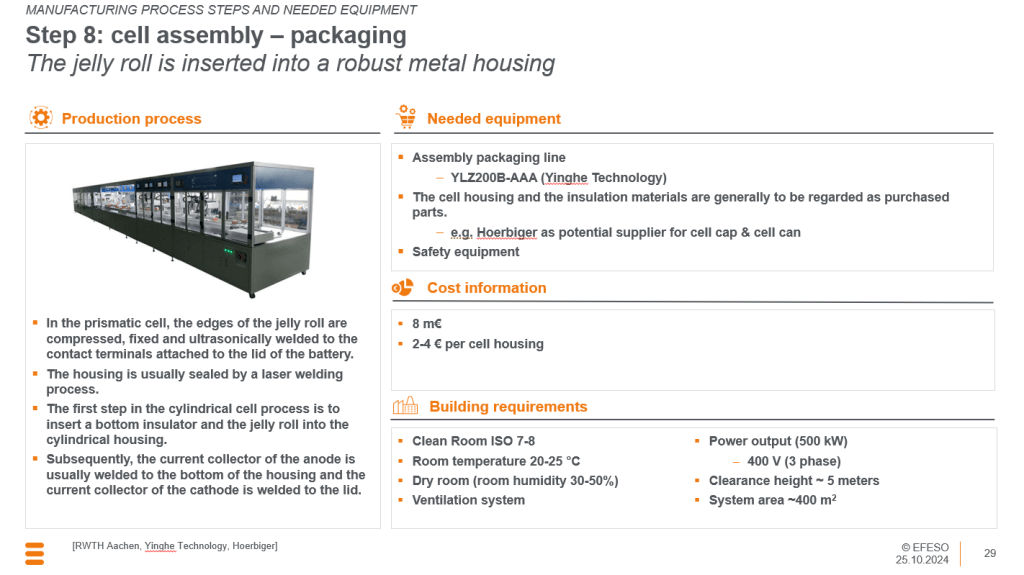 MANUFACTURING PROCESS STEPS AND NEEDED EQUIPMENT
Step 8: cell assembly – packaging
The jelly roll is inserted into a robust metal housing
Production process
In the prismatic cell, the edges of the jelly roll are
compressed, fixed and ultrasonically welded to the
contact terminals attached to the lid of the battery.
The housing is usually sealed by a laser welding
process.
The first step in the cylindrical cell process is to
insert a bottom insulator and the jelly roll into the
cylindrical housing.
Subsequently, the current collector of the anode is
usually welded to the bottom of the housing and the
current collector of the cathode is welded to the lid.
Needed equipment
Assembly packaging line
– YLZ200B-AAA (Yinghe Technology)
The cell housing and the insulation materials are generally to be regarded as purchased
parts.
– e.g. Hoerbiger as potential supplier for cell cap & cell can
Safety equipment
Cost information
8 m€
2-4 € per cell housing
Building requirements
Clean Room ISO 7-8
Room temperature 20-25 °C
Dry room (room humidity 30-50%)
Ventilation system
Power output (500 kW)
– 400 V (3 phase)
Clearance height ~ 5 meters
System area ~400 m²
[RWTH Aachen, Yinghe Technology, Hoerbiger]
© EFESO
25.10.2024
29